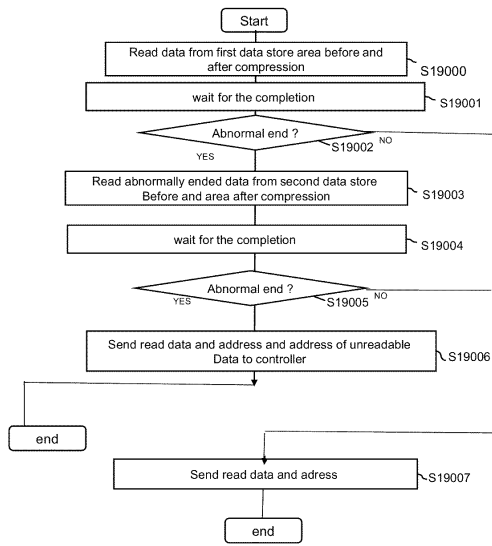 Start
Read data from first data store area before and
after compression
S19000
wait for the completion
S19001
Abnormal end ?
S19002
NO
YES
Read abnormally ended data from second data store
Before and area after compression
S19003
wait for the completion
S19004
Abnormal end ?
YES
S19005
NO
Send read data and address and address of unreadable
Data to controller
S19006
end
Send read data and adress
S19007
end